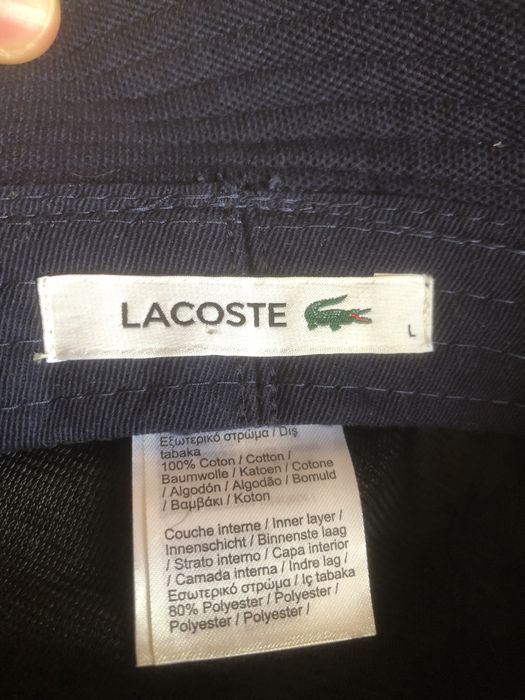 LACOSTE
L
Εξωτερικό στρώμα / Dış
tabaka
100% Coton / Cotton /
Baumwolle / Katoen / Cotone
/ Algodón / Algodão / Bomuld
/ Βαμβάκι / Koton
Couche interne / Inner layer /
Innenschicht / Binnenste laag
/ Strato interno / Capa interior
/ Camada interna / Indre lag /
Εσωτερικό στρώμα / Iç tabaka
80% Polyester / Polyester /
Polyester / Polyester /